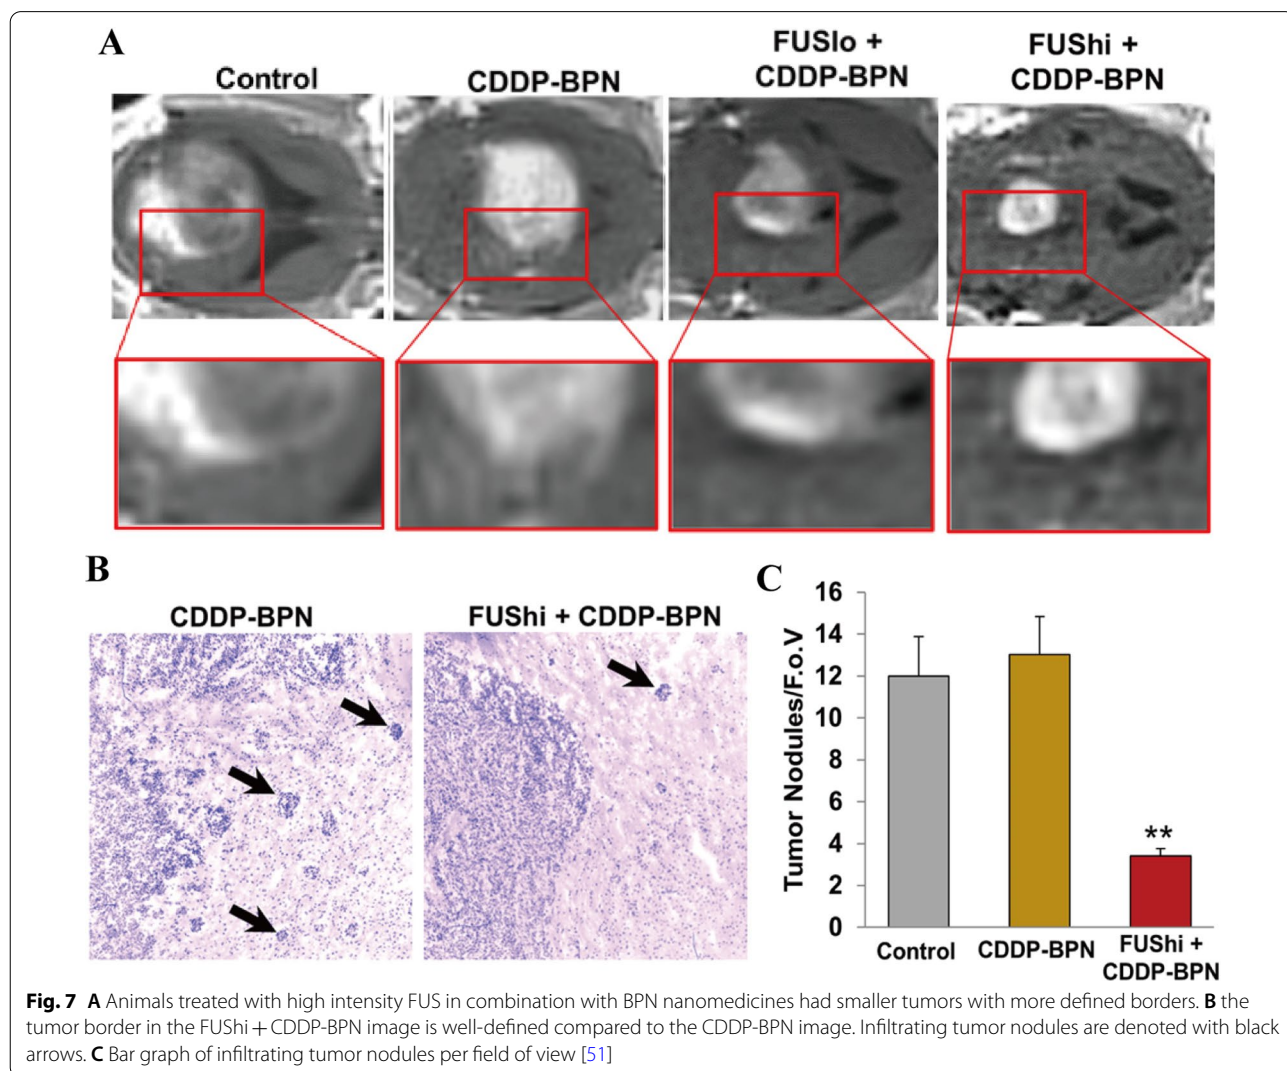 A
Control
CDDP-BPN
FUSlo +
CDDP-BPN
FUShi +
CDDP-BPN
B
CDDP-BPN
FUShi + CDDP-BPN
C
Tumor Nodules/F.o.V
16
14
12
10
8
6
4
2
0
**
Control
CDDP-BPN
FUShi +
CDDP-BPN
Fig. 7 A Animals treated with high intensity FUS in combination with BPN nanomedicines had smaller tumors with more defined borders. B the
tumor border in the FUShi + CDDP-BPN image is well-defined compared to the CDDP-BPN image. Infiltrating tumor nodules are denoted with black
arrows. C Bar graph of infiltrating tumor nodules per field of view [51]